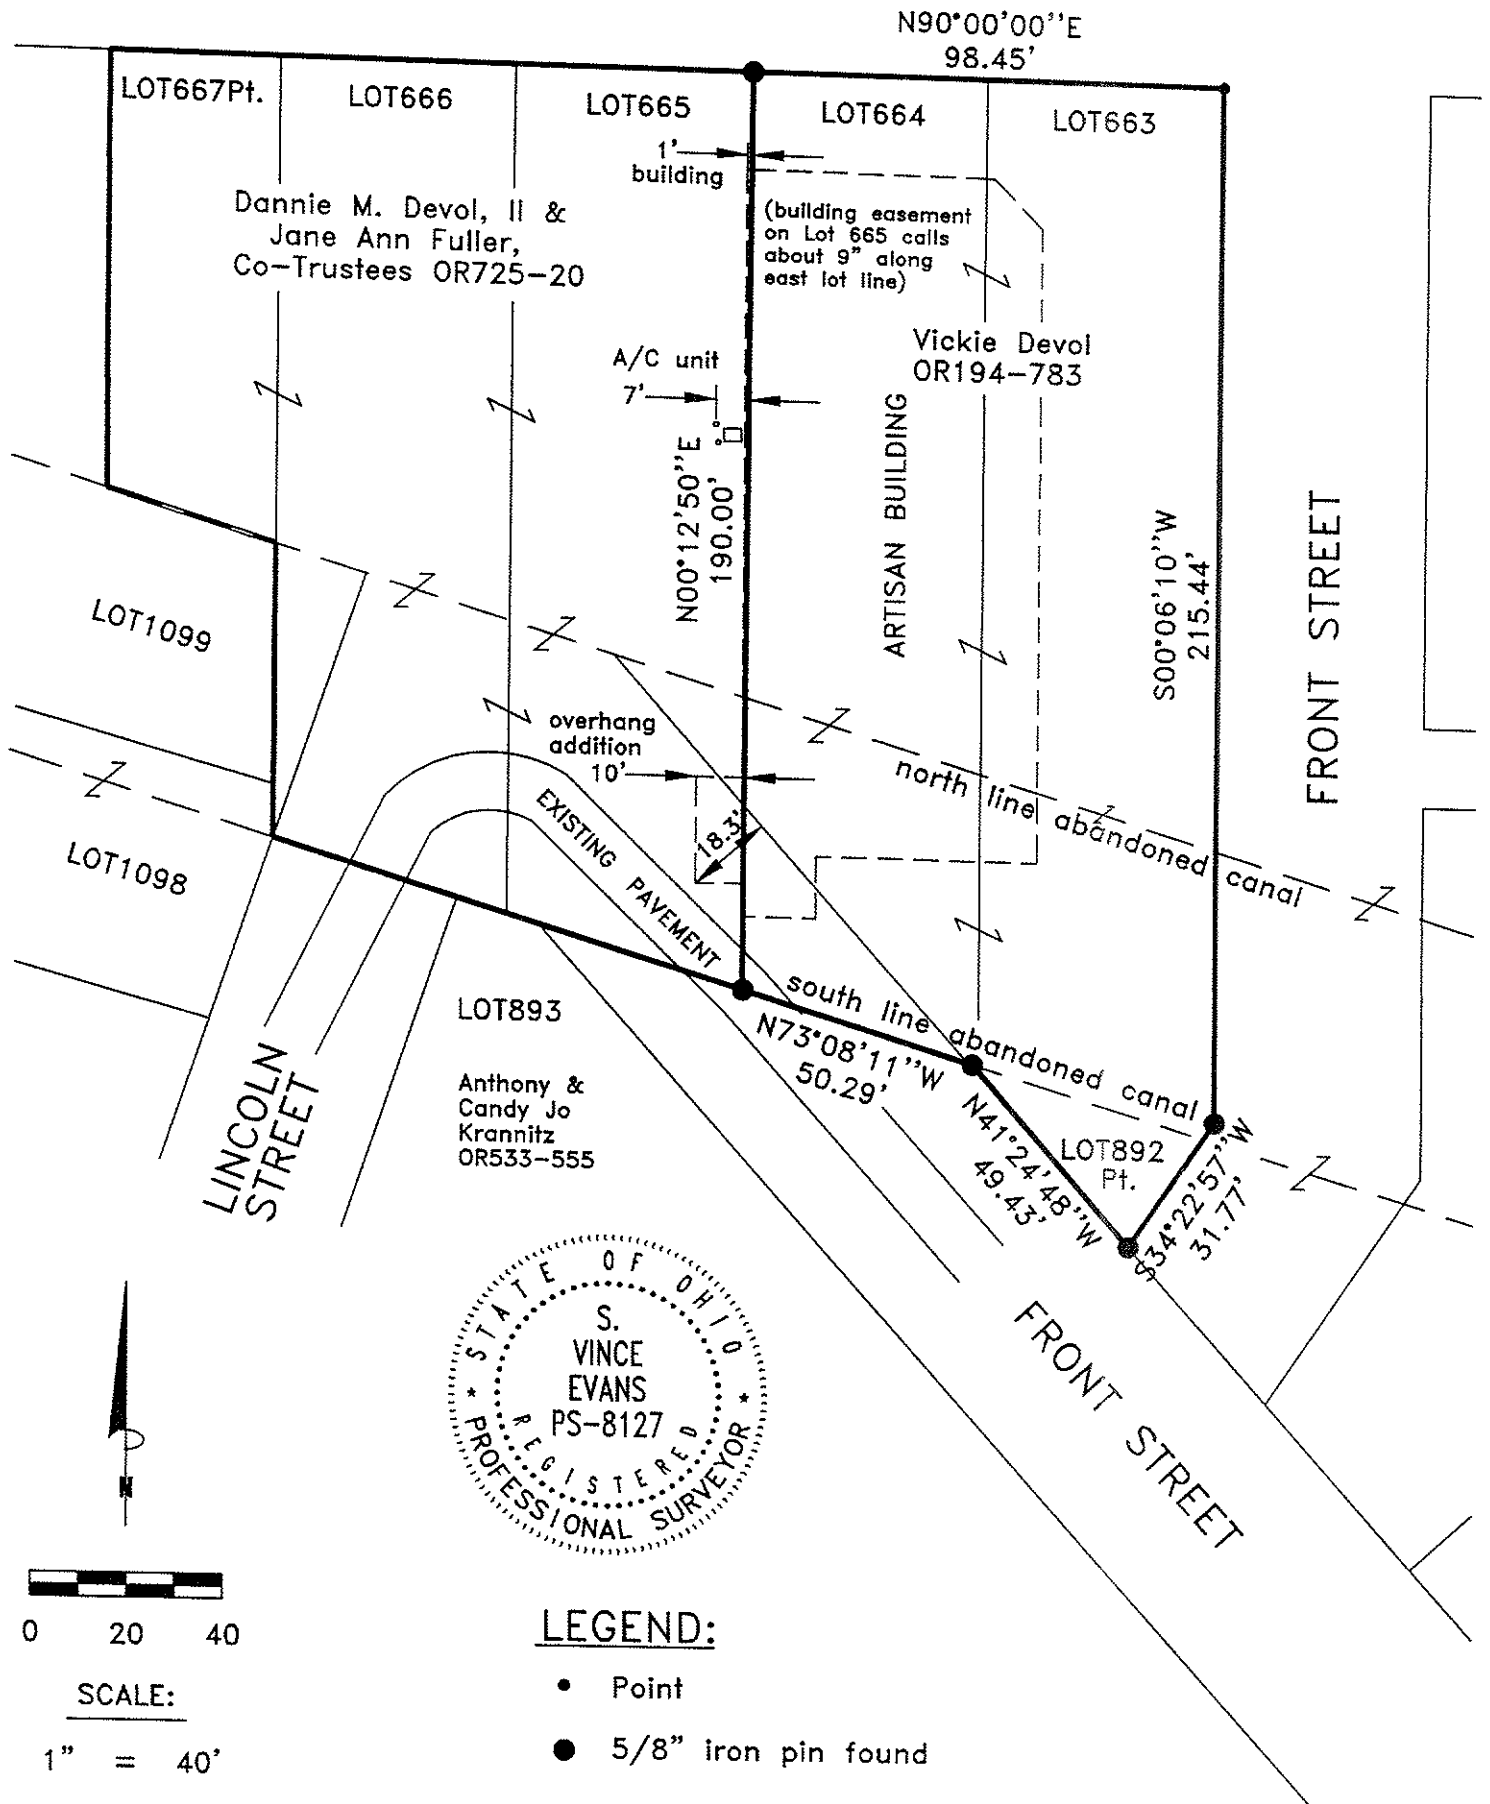 N90°00'00''E
98.45'
LOT667Pt.
LOT666
LOT665
LOT664
LOT663
1'
building
Dannie M. Devol, II &
Jane Ann Fuller,
Co-Trustees OR725-20
(building easement
on Lot 665 calls
about 9" along
east lot line)
Vickie Devol
OR194-783
A/C unit
7'
N00°12'50''E
190.00'
ARTISAN BUILDING
S00°06'10''W
215.44'
FRONT STREET
LOT1099
overhang
addition
10'
north line abandoned canal
EXISTING PAVEMENT
18.3'
LOT1098
south line abandoned canal
N73°08'11''W
50.29'
LOT893
Anthony &
Candy Jo
Krannitz
OR533-555
LINCOLN
STREET
N41°24'48''W
49.43'
LOT892
Pt.
S34°22'57''W
31.77'
FRONT STREET
STATE OF OHIO
S.
VINCE
EVANS
PS-8127
REGISTERED
* PROFESSIONAL SURVEYOR *
N
0 20 40
SCALE:
1" = 40'
LEGEND:
Point
5/8" iron pin found